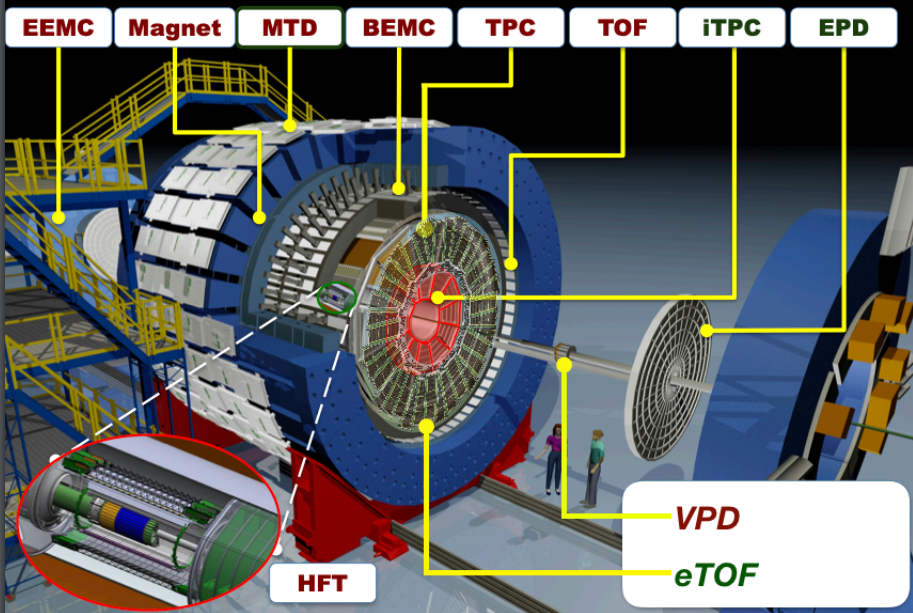 EEMC
Magnet
MTD
BEMC
TPC
TOF
iTPC
EPD
VPD
eTOF
HFT